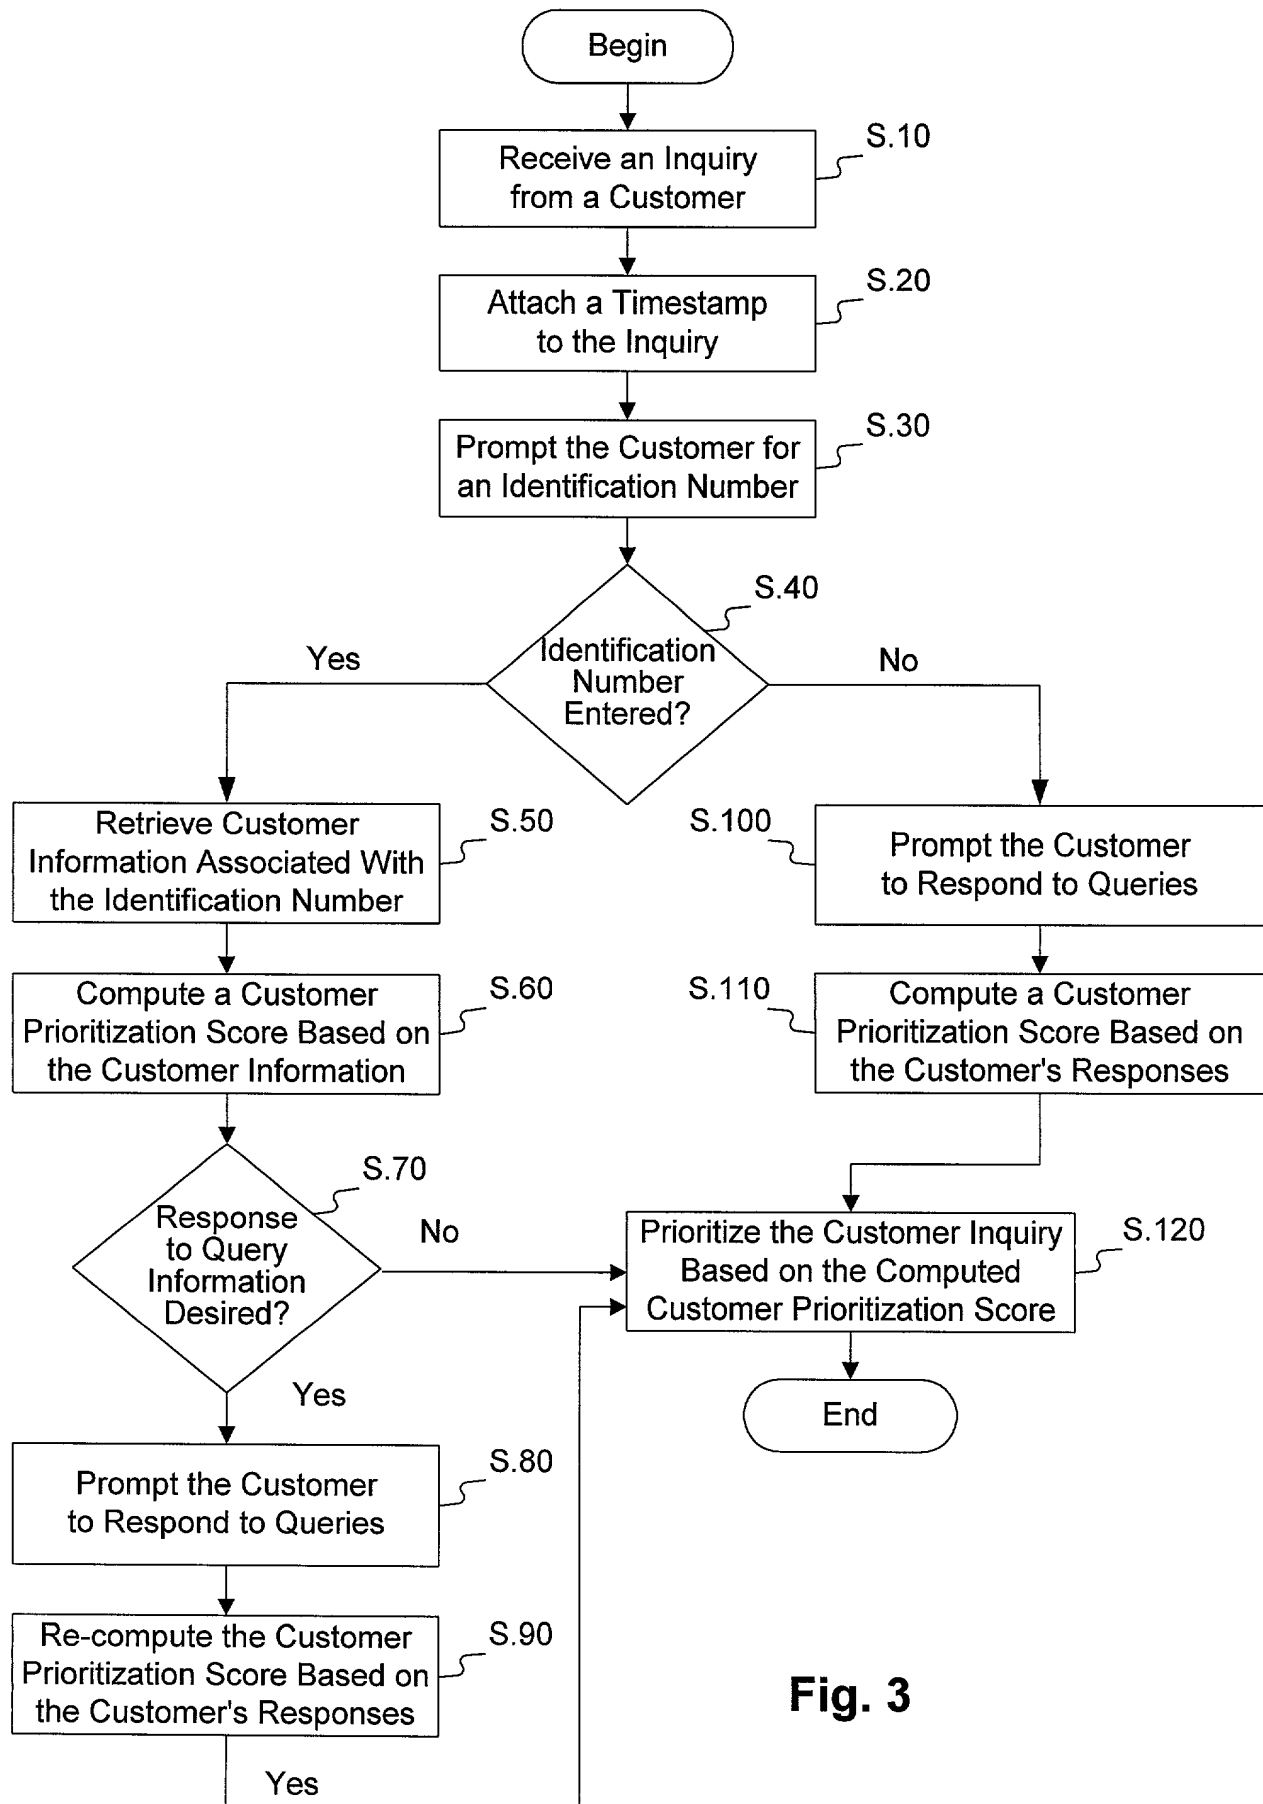 Begin
Receive an Inquiry
from a Customer
S.10
Attach a Timestamp
to the Inquiry
S.20
Prompt the Customer for
an Identification Number
S.30
Identification
Number
Entered?
S.40
Yes
No
Retrieve Customer
Information Associated With
the Identification Number
S.50
S.100
Prompt the Customer
to Respond to Queries
Compute a Customer
Prioritization Score Based on
the Customer Information
S.60
S.110
Compute a Customer
Prioritization Score Based on
the Customer's Responses
Response
to Query
Information
Desired?
S.70
No
Prioritize the Customer Inquiry
Based on the Computed
Customer Prioritization Score
S.120
End
Yes
Prompt the Customer
to Respond to Queries
S.80
Re-compute the Customer
Prioritization Score Based on
the Customer's Responses
S.90
Yes
Fig. 3